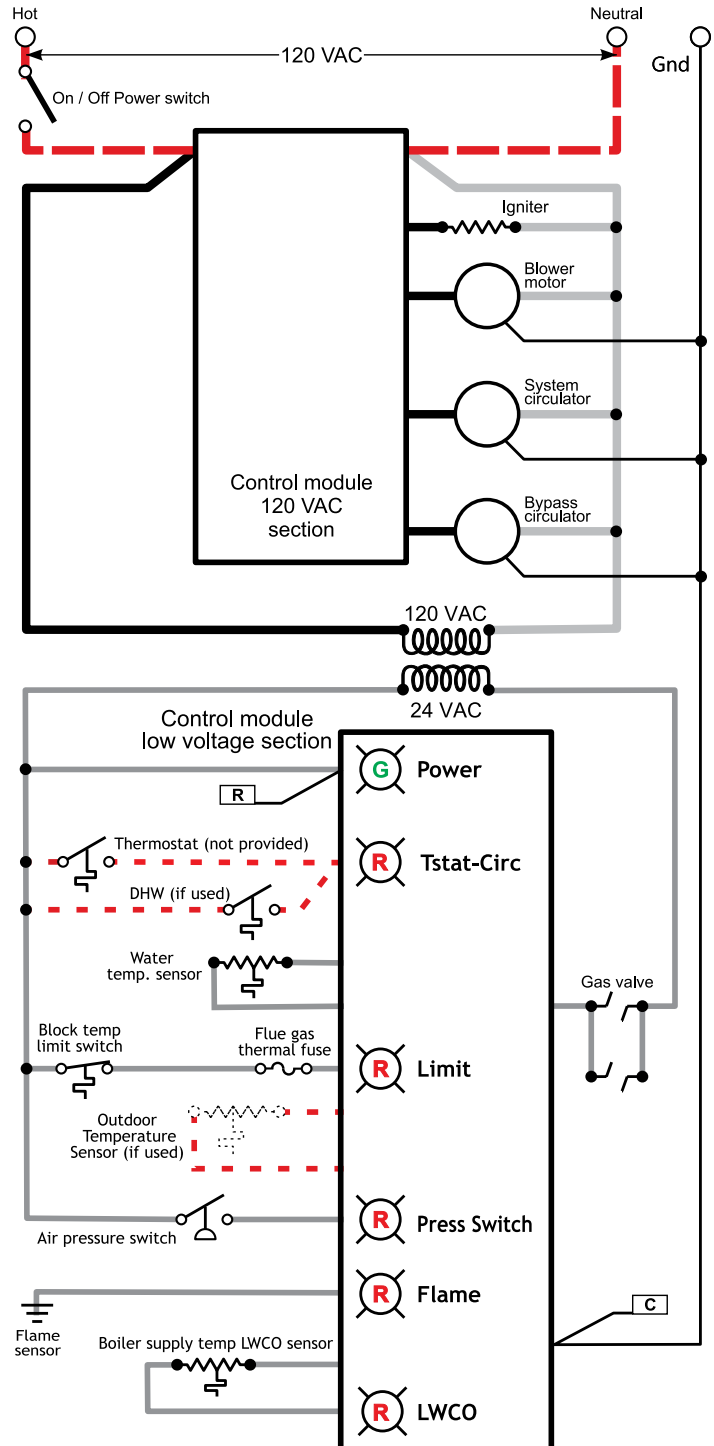 Hot
Neutral
120 VAC
Gnd
On / Off Power switch
Igniter
Blower
motor
System
circulator
Control module
120 VAC
section
Bypass
circulator
120 VAC
24 VAC
Control module
low voltage section
G
Power
R
Thermostat (not provided)
R
Tstat-Circ
DHW (if used)
Water
temp. sensor
Gas valve
Block temp
limit switch
Flue gas
thermal fuse
R
Limit
Outdoor
Temperature
Sensor (if used)
Air pressure switch
R
Press Switch
R
Flame
C
Flame
sensor
Boiler supply temp LWCO sensor
R
LWCO